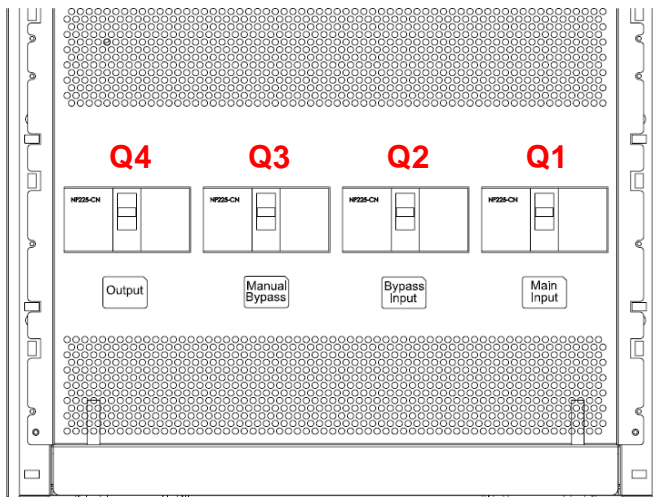 Q4 Q3 Q2 Q1
NF225-CN NF225-CN NF225-CN NF225-CN
Output
Manual
Bypass
Bypass
Input
Main
Input